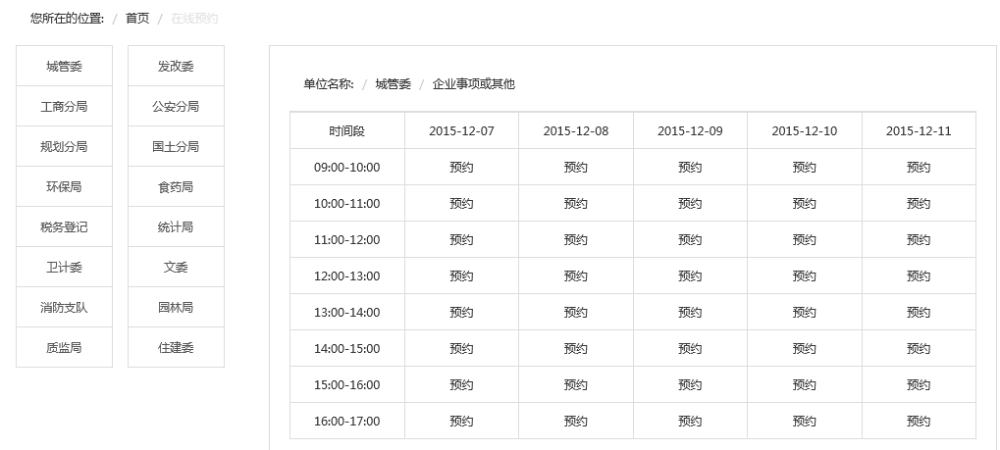 您所在的位置: / 首页 / 在线预约
城管委 发改委
工商分局 公安分局
规划分局 国土分局
环保局 食药局
税务登记 统计局
卫计委 文委
消防支队 园林局
质监局 住建委
单位名称: / 城管委 / 企业事项或其他
时间段 2015-12-07 2015-12-08 2015-12-09 2015-12-10 2015-12-11
09:00-10:00 预约 预约 预约 预约 预约
10:00-11:00 预约 预约 预约 预约 预约
11:00-12:00 预约 预约 预约 预约 预约
12:00-13:00 预约 预约 预约 预约 预约
13:00-14:00 预约 预约 预约 预约 预约
14:00-15:00 预约 预约 预约 预约 预约
15:00-16:00 预约 预约 预约 预约 预约
16:00-17:00 预约 预约 预约 预约 预约